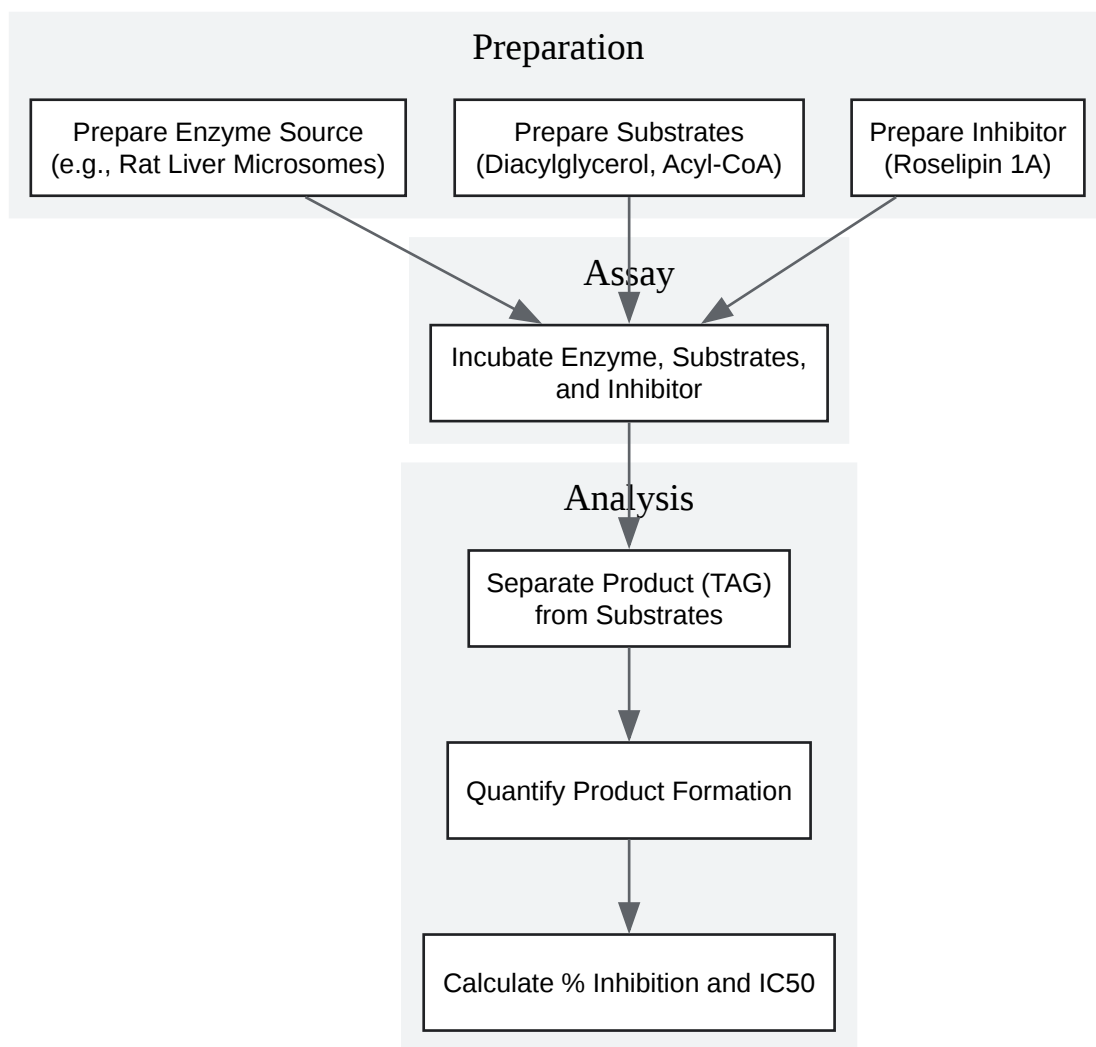 Preparation
Prepare Enzyme Source
(e.g., Rat Liver Microsomes)
Prepare Substrates
(Diacylglycerol, Acyl-CoA)
Prepare Inhibitor
(Roselipin 1A)
Assay
Incubate Enzyme, Substrates,
and Inhibitor
Analysis
Separate Product (TAG)
from Substrates
Quantify Product Formation
Calculate % Inhibition and IC50